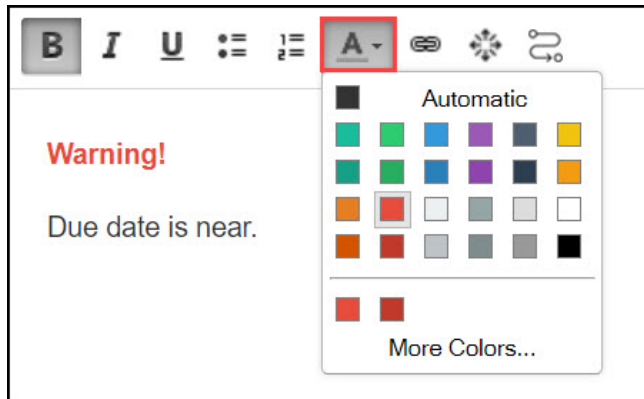 B I U A
Automatic
Warning!
Due date is near.
More Colors...